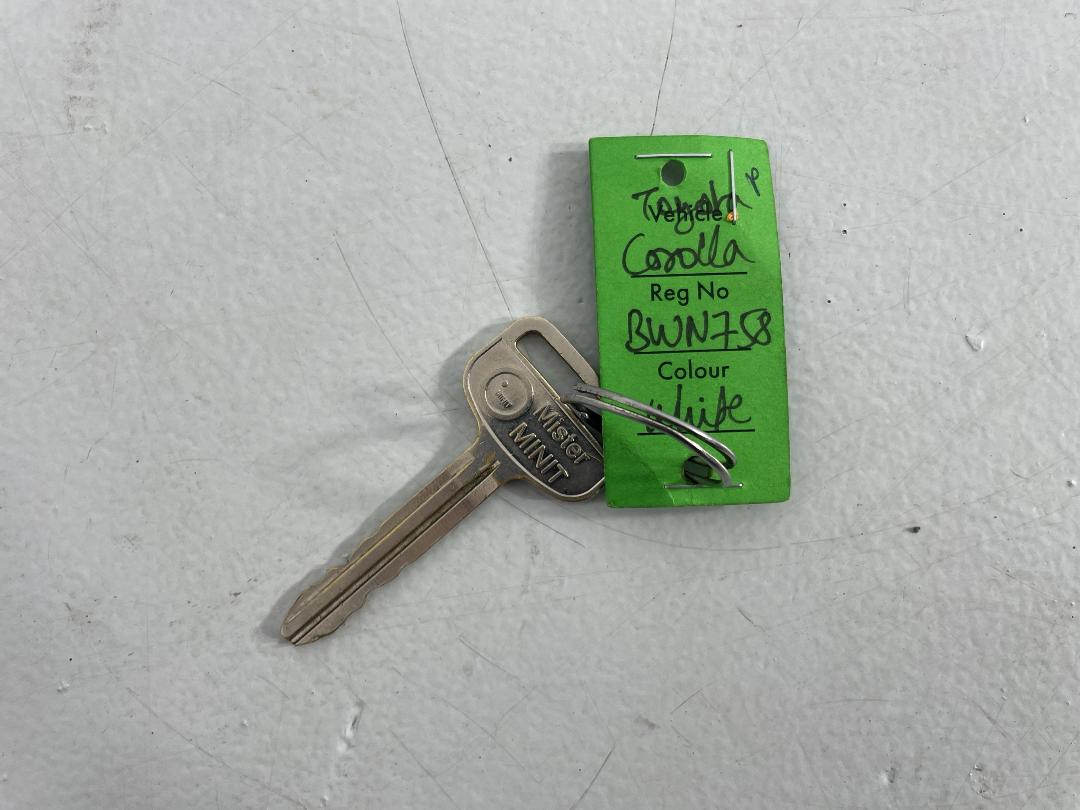 Toyota
Vehicle
Corolla
Reg No
BWN758
Colour
white
Mister
MINIT